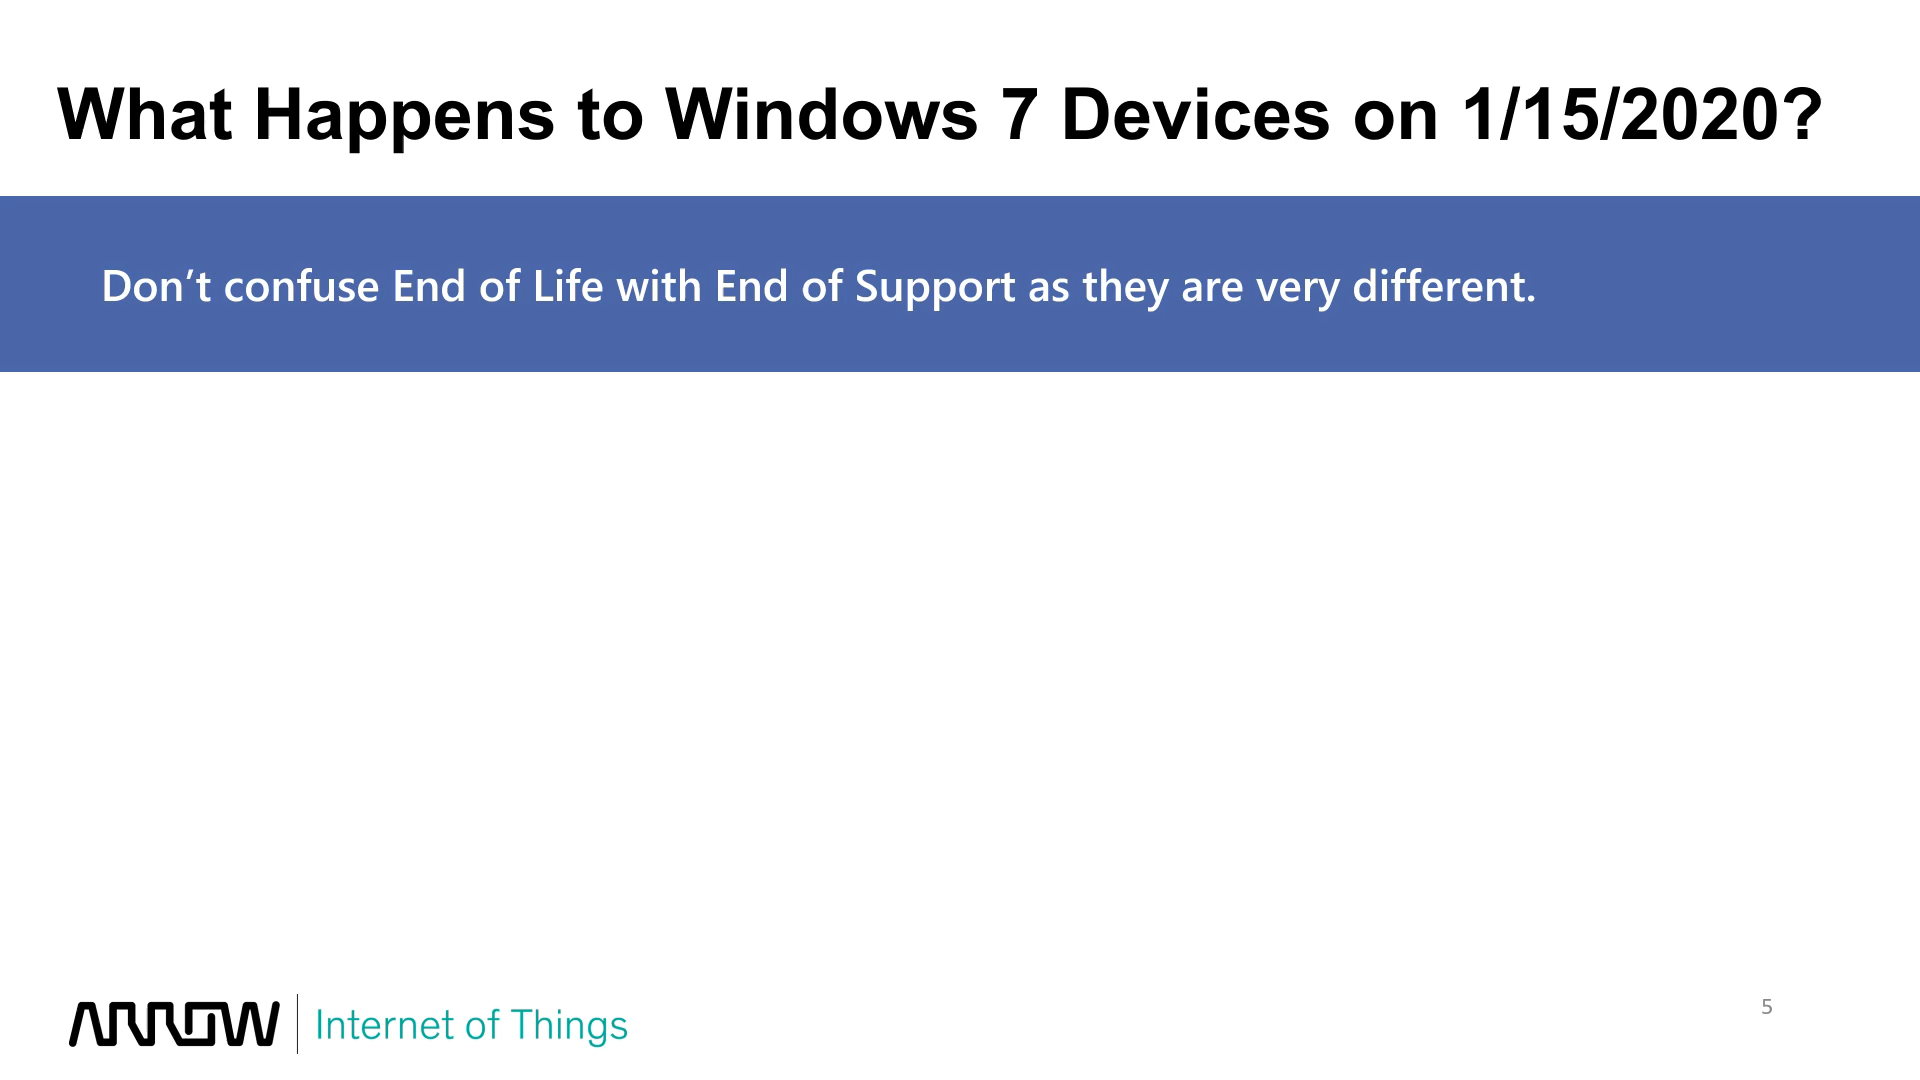 What Happens to Windows 7 Devices on 1/15/2020?
Don’t confuse End of Life with End of Support as they are very different.
ARROW Internet of Things
5